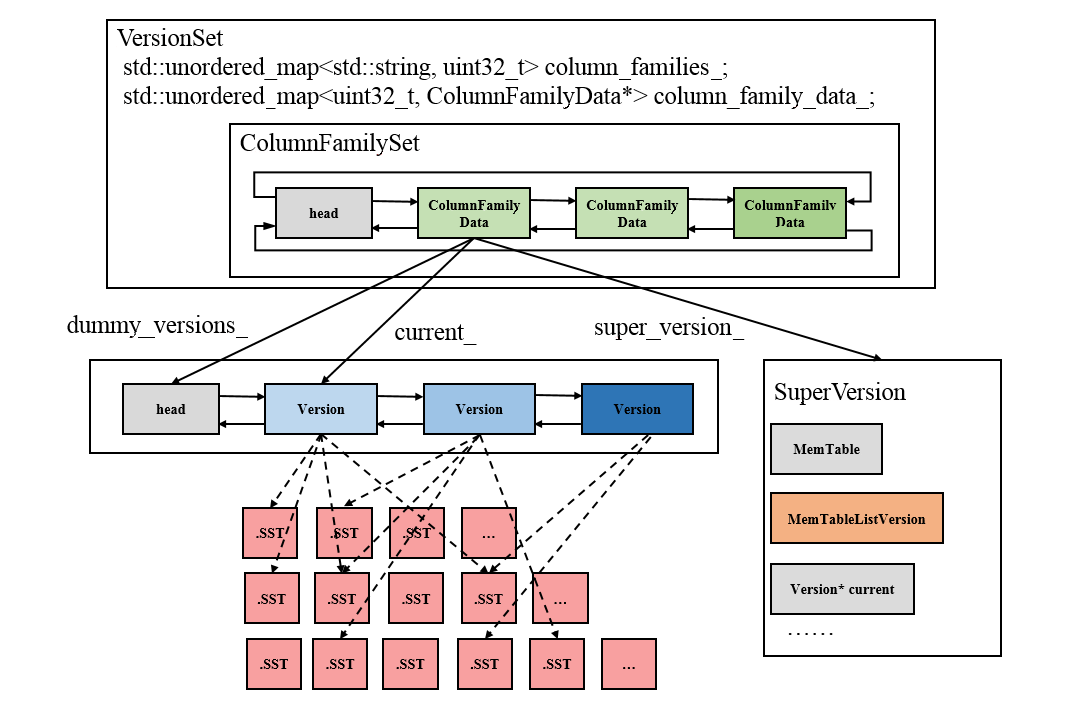 VersionSet
std::unordered_map<std::string, uint32_t> column_families_;
std::unordered_map<uint32_t, ColumnFamilyData*> column_family_data_;
ColumnFamilySet
head
ColumnFamily
Data
ColumnFamily
Data
ColumnFamilv
Data
dummy_versions_
current_
super_version_
head
Version
Version
Version
SuperVersion
MemTable
MemTableListVersion
Version* current
……
.SST
.SST
.SST
...
.SST
.SST
.SST
.SST
...
.SST
.SST
.SST
.SST
.SST
...